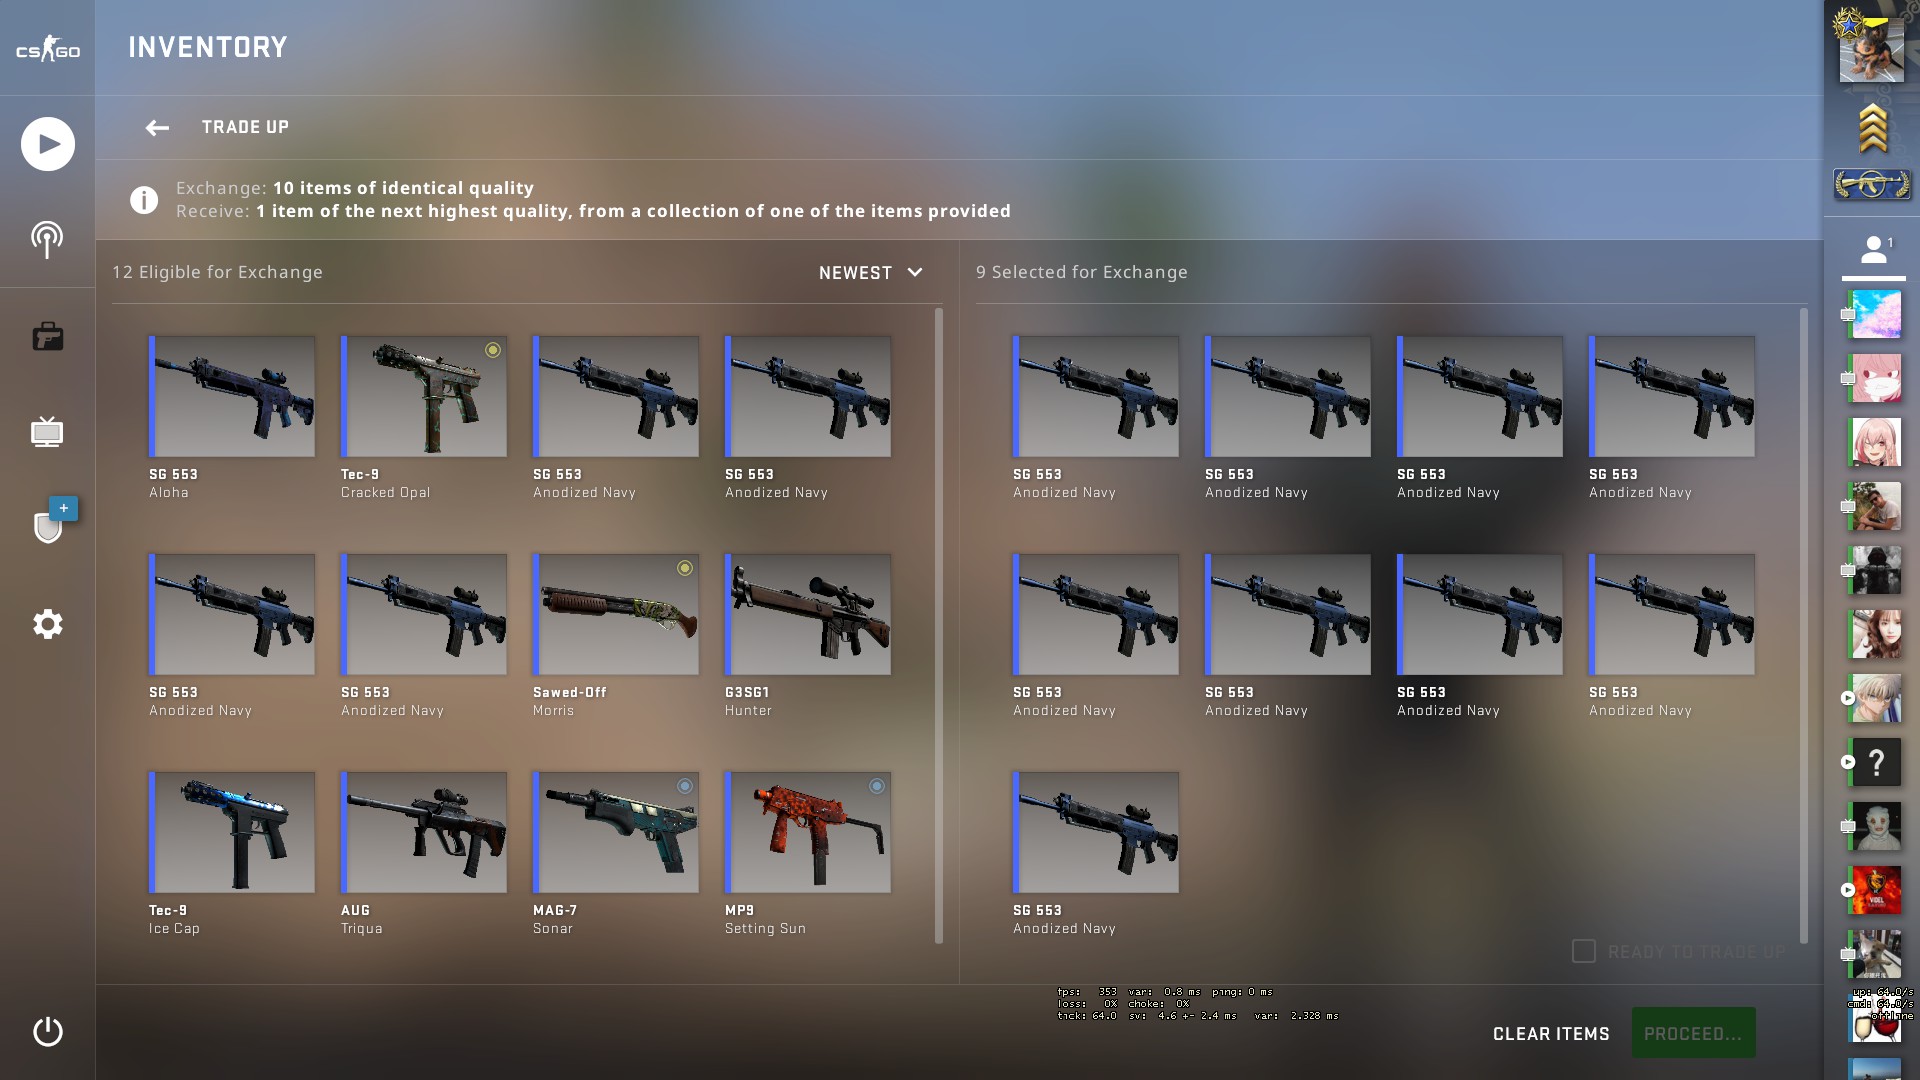 CS GO
INVENTORY
TRADE UP
Exchange: 10 items of identical quality
Receive: 1 item of the next highest quality, from a collection of one of the items provided
12 Eligible for Exchange
NEWEST
9 Selected for Exchange
SG 553
Aloha
Tec-9
Cracked Opal
SG 553
Anodized Navy
SG 553
Anodized Navy
SG 553
Anodized Navy
SG 553
Anodized Navy
Sawed-Off
Morris
G3SG1
Hunter
Tec-9
Ice Cap
AUG
Triqua
MAG-7
Sonar
MP9
Setting Sun
SG 553
Anodized Navy
SG 553
Anodized Navy
SG 553
Anodized Navy
SG 553
Anodized Navy
SG 553
Anodized Navy
SG 553
Anodized Navy
SG 553
Anodized Navy
SG 553
Anodized Navy
SG 553
Anodized Navy
READY TO TRADE UP
fps: 353 var: 0.8 ms ping: 0 ms
loss: 0% choke: 0%
tick: 64.0 sv: 4.6 +- 2.4 ms var: 2.328 ms
CLEAR ITEMS
PROCEED...
1
?
VIDEL
up: 64.0/s
cmd: 64.0/s
offline